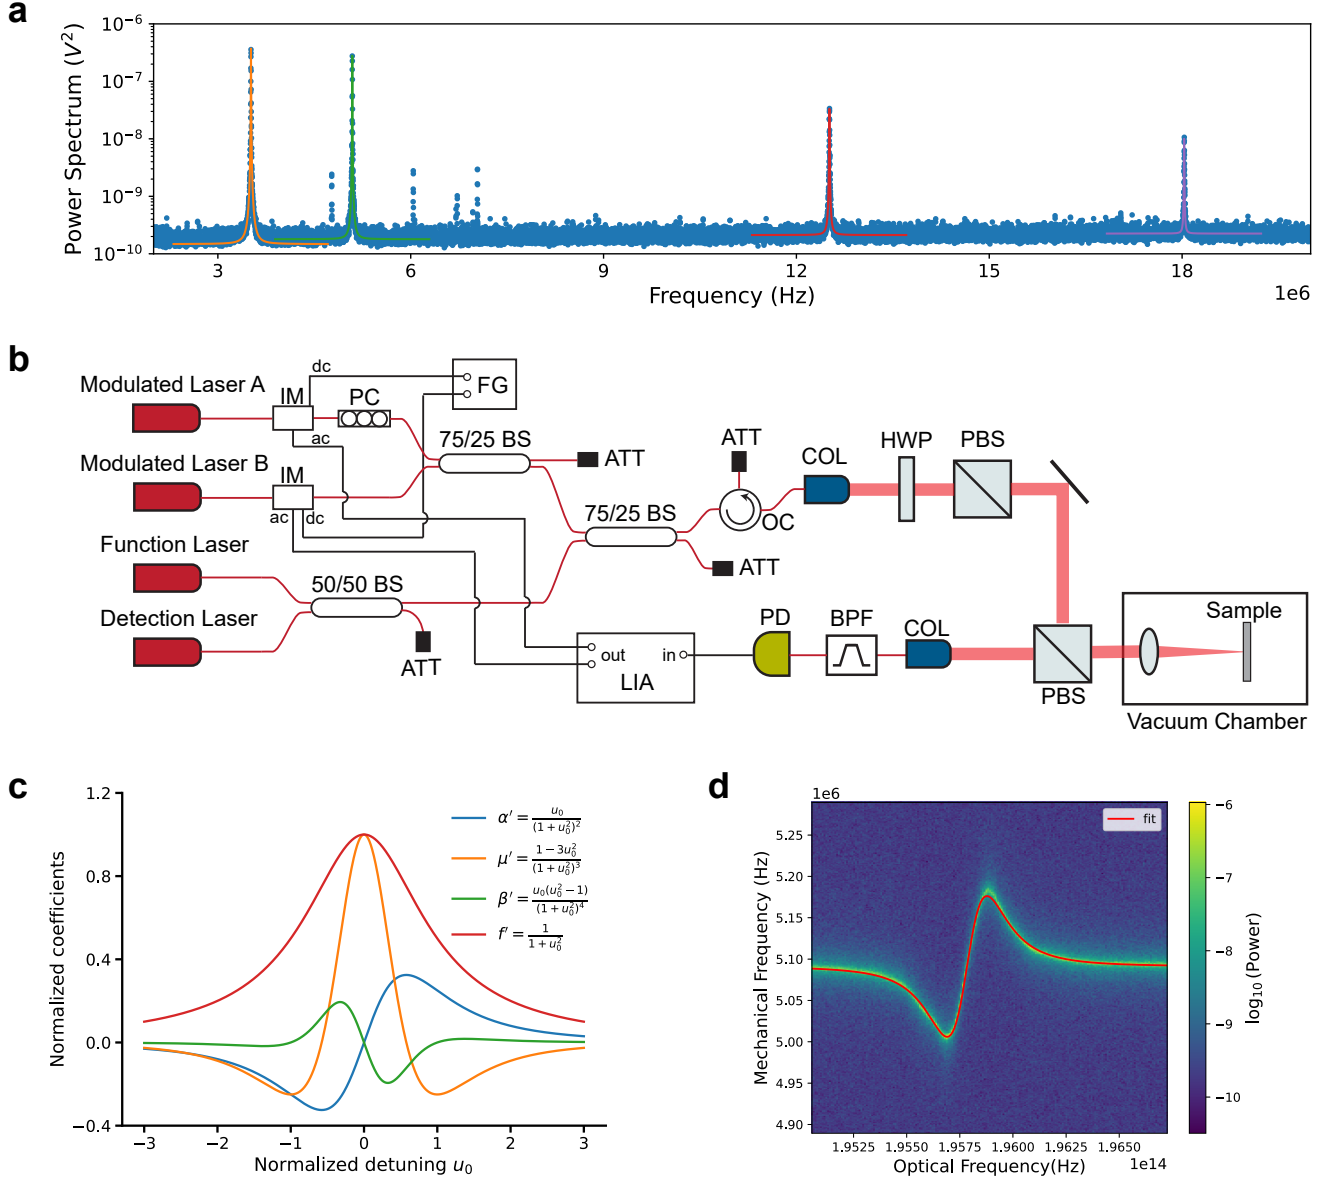 a
Power Spectrum (V²)
10⁻⁶
10⁻⁷
10⁻⁸
10⁻⁹
10⁻¹⁰
3 6 9 12 15 18
1e6
Frequency (Hz)
b
Modulated Laser A
IM
dc
ac
PC
FG
75/25 BS
ATT
Modulated Laser B
IM
ac dc
75/25 BS
ATT
ATT
OC
COL
HWP
PBS
Function Laser
Detection Laser
50/50 BS
ATT
out in
LIA
PD
BPF
COL
PBS
Sample
Vacuum Chamber
c
Normalized coefficients
1.2
0.8
0.4
0.0
−0.4
−3 −2 −1 0 1 2 3
Normalized detuning u₀
α′ = u₀/(1+u₀²)²
μ′ = 1−3u₀²/(1+u₀²)³
β′ = u₀(u₀²−1)/(1+u₀²)⁴
f′ = 1/1+u₀²
d
1e6
Mechanical Frequency (Hz)
5.25
5.20
5.15
5.10
5.05
5.00
4.95
4.90
fit
1.9525 1.9550 1.9575 1.9600 1.9625 1.9650
Optical Frequency(Hz)
1e14
−6
−7
−8
−9
−10
log₁₀(Power)